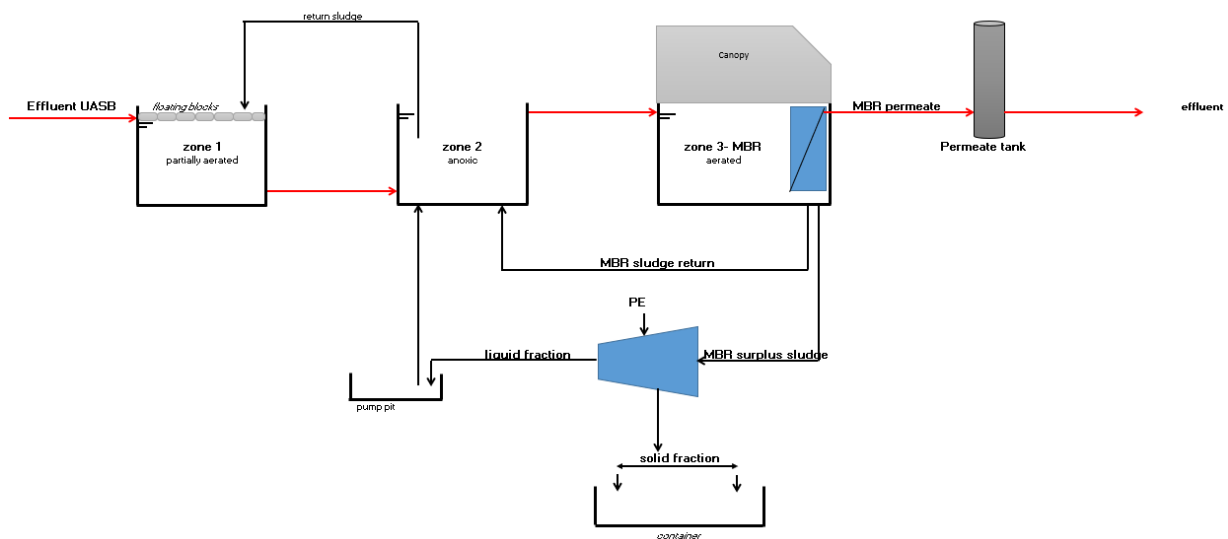 return sludge
Canopy
Effluent UASB
floating blocks
MBR permeate
effluent
zone 1
partially aerated
zone 2
anoxic
zone 3- MBR
aerated
Permeate tank
MBR sludge return
PE
liquid fraction
MBR surplus sludge
pump pit
solid fraction
container